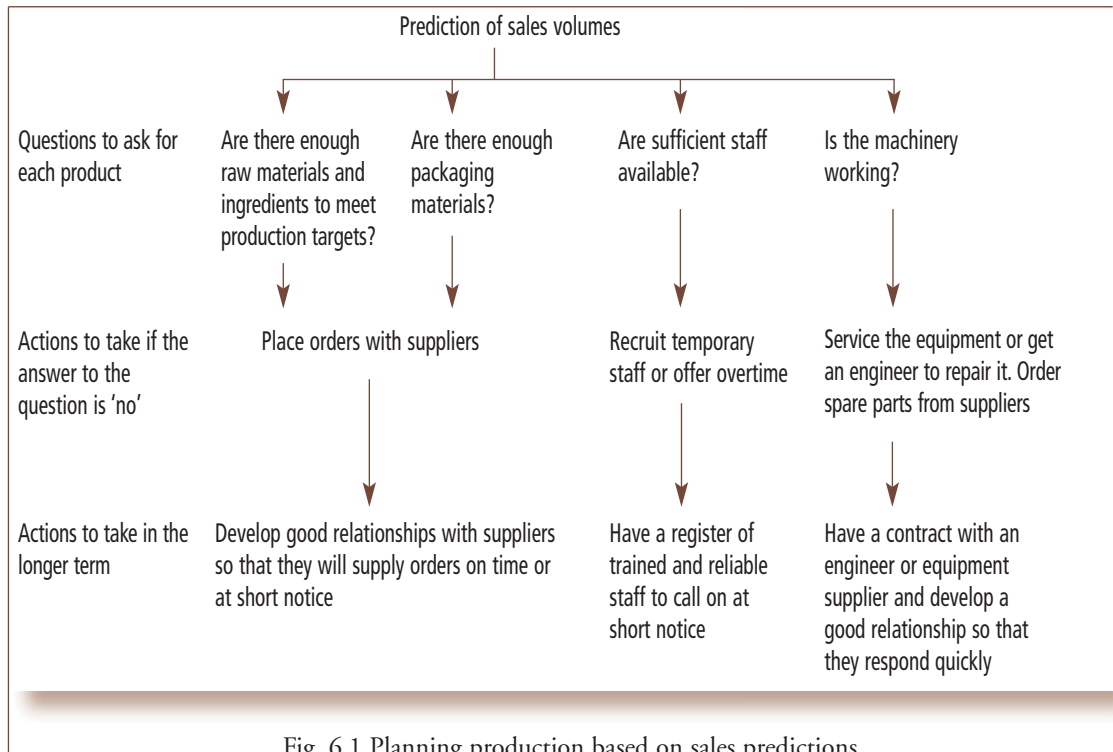 Prediction of sales volumes
Questions to ask for
each product
Are there enough
raw materials and
ingredients to meet
production targets?
Are there enough
packaging
materials?
Are sufficient staff
available?
Is the machinery
working?
Actions to take if the
answer to the
question is ‘no’
Place orders with suppliers
Recruit temporary
staff or offer overtime
Service the equipment or get
an engineer to repair it. Order
spare parts from suppliers
Actions to take in the
longer term
Develop good relationships with suppliers
so that they will supply orders on time or
at short notice
Have a register of
trained and reliable
staff to call on at
short notice
Have a contract with an
engineer or equipment
supplier and develop a
good relationship so that
they respond quickly
Fig. 6.1 Planning production based on sales predictions